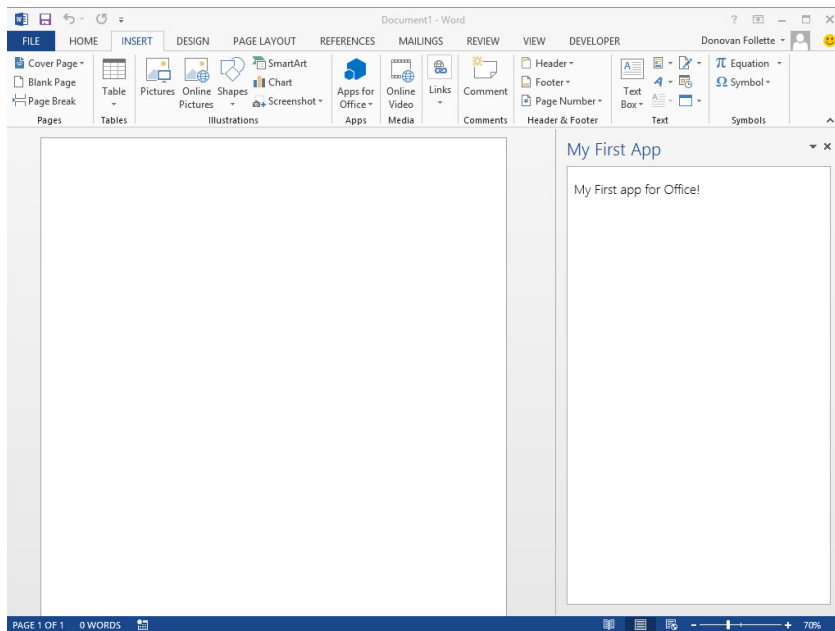 Document1 - Word
?
FILE HOME INSERT DESIGN PAGE LAYOUT REFERENCES MAILINGS REVIEW VIEW DEVELOPER Donovan Follette
Cover Page
Blank Page
Page Break
Pages
Table
Tables
Pictures
Online
Pictures
Shapes
SmartArt
Chart
Screenshot
Illustrations
Apps for
Office
Apps
Online
Video
Media
Links
Comment
Comments
Header
Footer
Page Number
Header & Footer
Text
Box
Text
π Equation
Ω Symbol
Symbols
My First App
My First app for Office!
PAGE 1 OF 1 0 WORDS
- + 70%